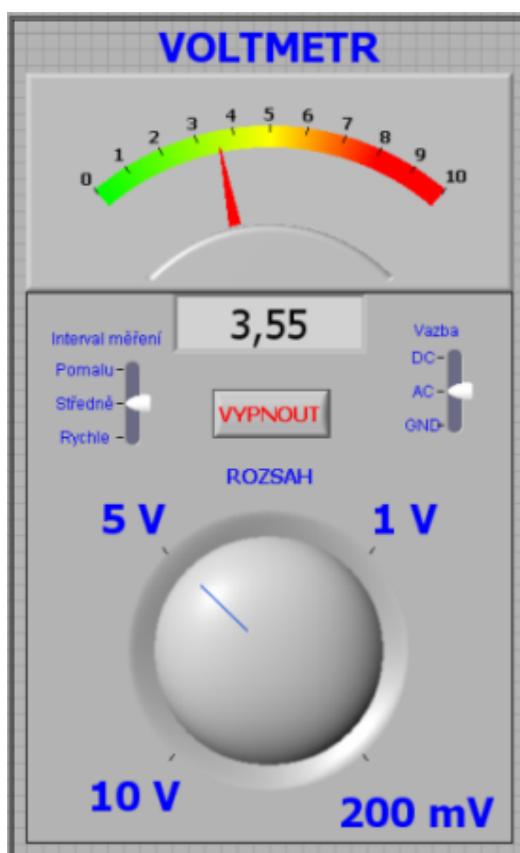 VOLTMETR
0 1 2 3 4 5 6 7 8 9 10
3,55
Interval měření
Pomalu
Středně
Rychle
Vazba
DC
AC
GND
VYPNOUT
ROZSAH
5 V
1 V
10 V
200 mV